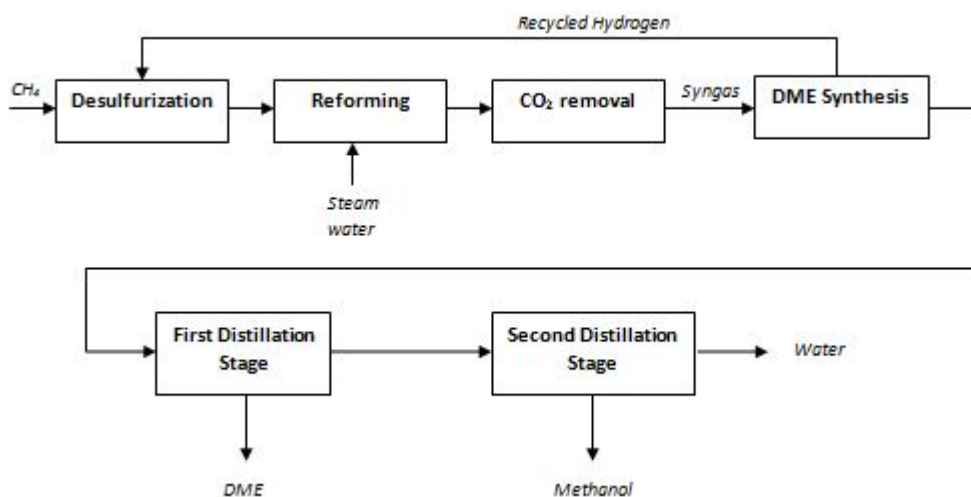 Recycled Hydrogen
CH₄
Desulfurization
Reforming
CO₂ removal
Syngas
DME Synthesis
Steam
water
First Distillation
Stage
Second Distillation
Stage
Water
DME
Methanol